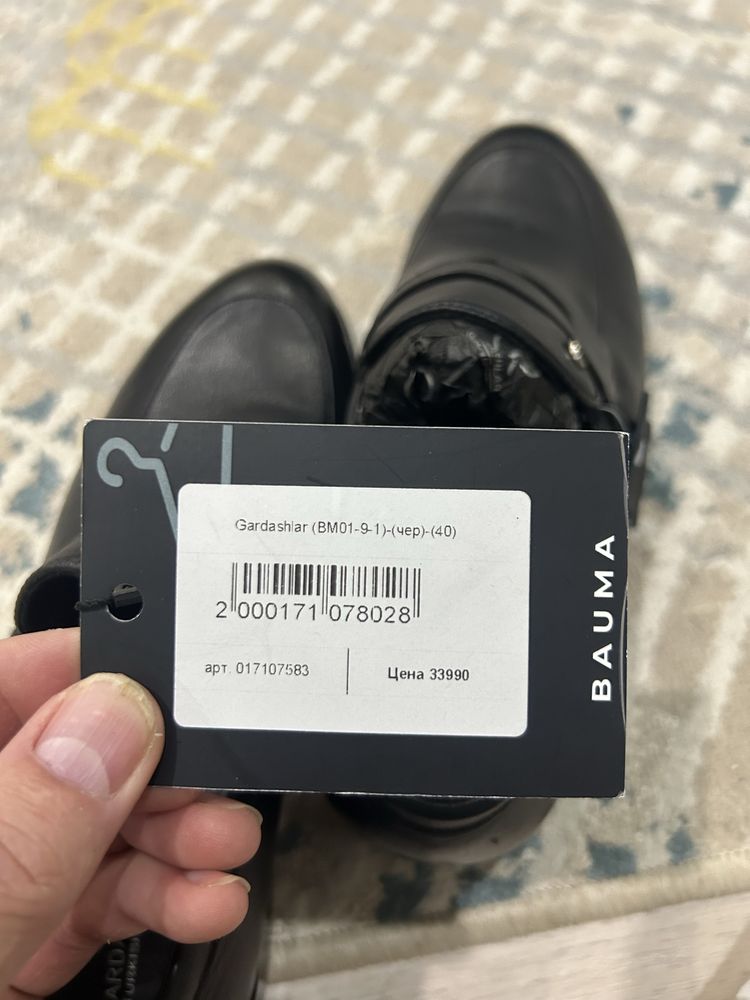 Gardashlar (BM01-9-1)-(чер)-(40)
2 000171 078028
арт. 017107583
Цена 33990
BAUMA